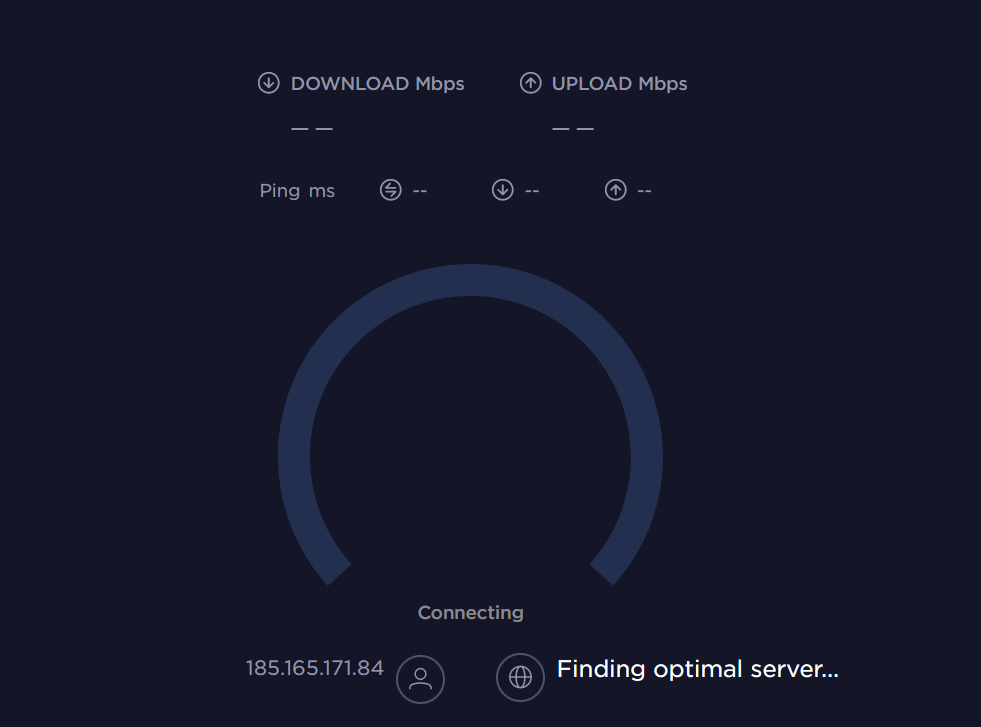 DOWNLOAD Mbps UPLOAD Mbps
— — — —
Ping ms -- -- --
Connecting
185.165.171.84 Finding optimal server...